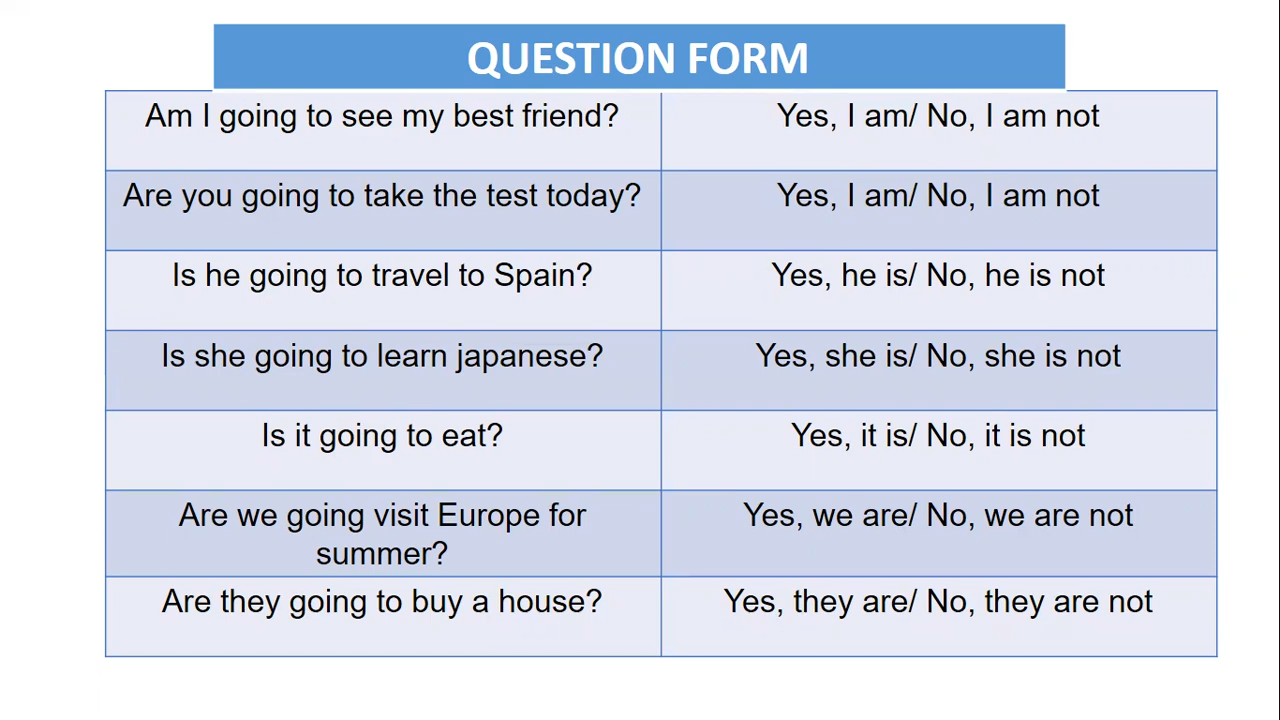 QUESTION FORM
Am I going to see my best friend?
Yes, I am/ No, I am not
Are you going to take the test today?
Yes, I am/ No, I am not
Is he going to travel to Spain?
Yes, he is/ No, he is not
Is she going to learn japanese?
Yes, she is/ No, she is not
Is it going to eat?
Yes, it is/ No, it is not
Are we going visit Europe for
summer?
Yes, we are/ No, we are not
Are they going to buy a house?
Yes, they are/ No, they are not